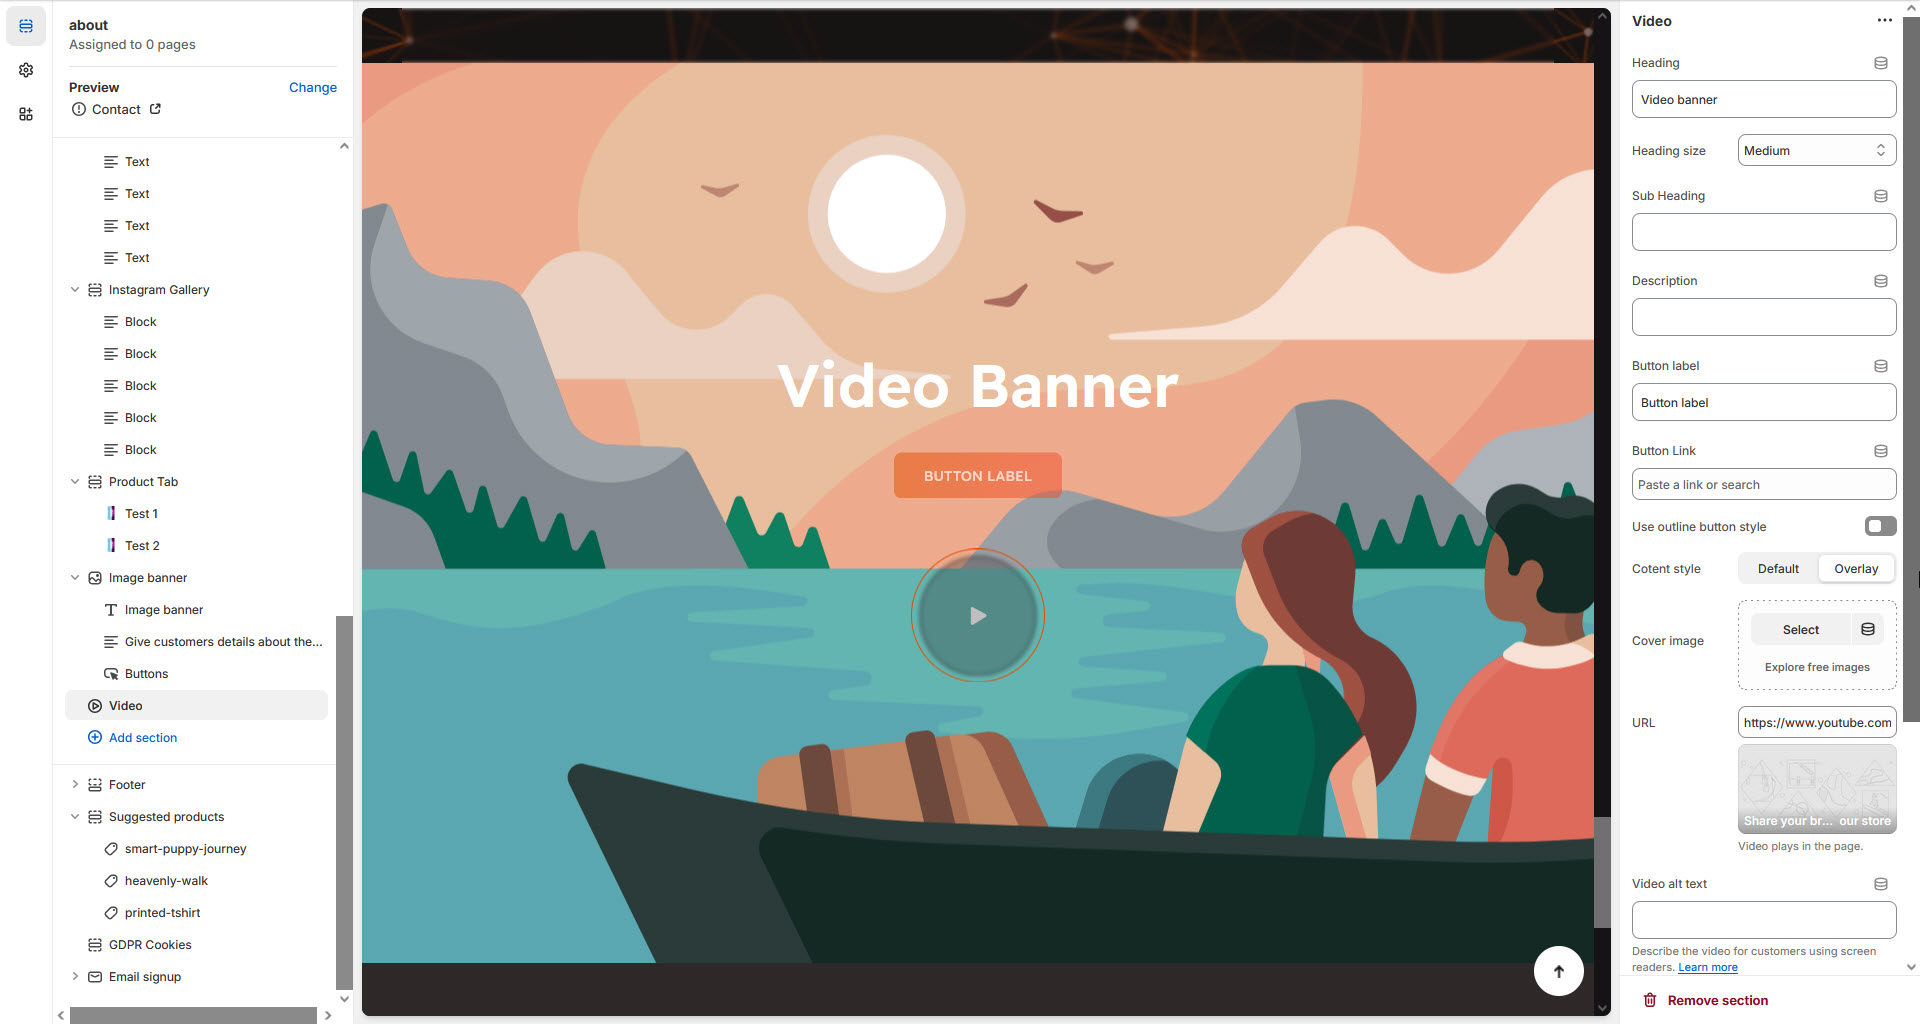 about
Assigned to 0 pages
Preview
Change
Contact
Text
Text
Text
Text
Instagram Gallery
Block
Block
Block
Block
Block
Product Tab
Test 1
Test 2
Image banner
Image banner
Give customers details about the...
Buttons
Video
Add section
Footer
Suggested products
smart-puppy-journey
heavenly-walk
printed-tshirt
GDPR Cookies
Email signup
Video Banner
BUTTON LABEL
Video
Heading
Video banner
Heading size
Medium
Sub Heading
Description
Button label
Button label
Button Link
Paste a link or search
Use outline button style
Cotent style
Default
Overlay
Cover image
Select
Explore free images
URL
https://www.youtube.com
Share your br... our store
Video plays in the page.
Video alt text
Describe the video for customers using screen
readers. Learn more
Remove section